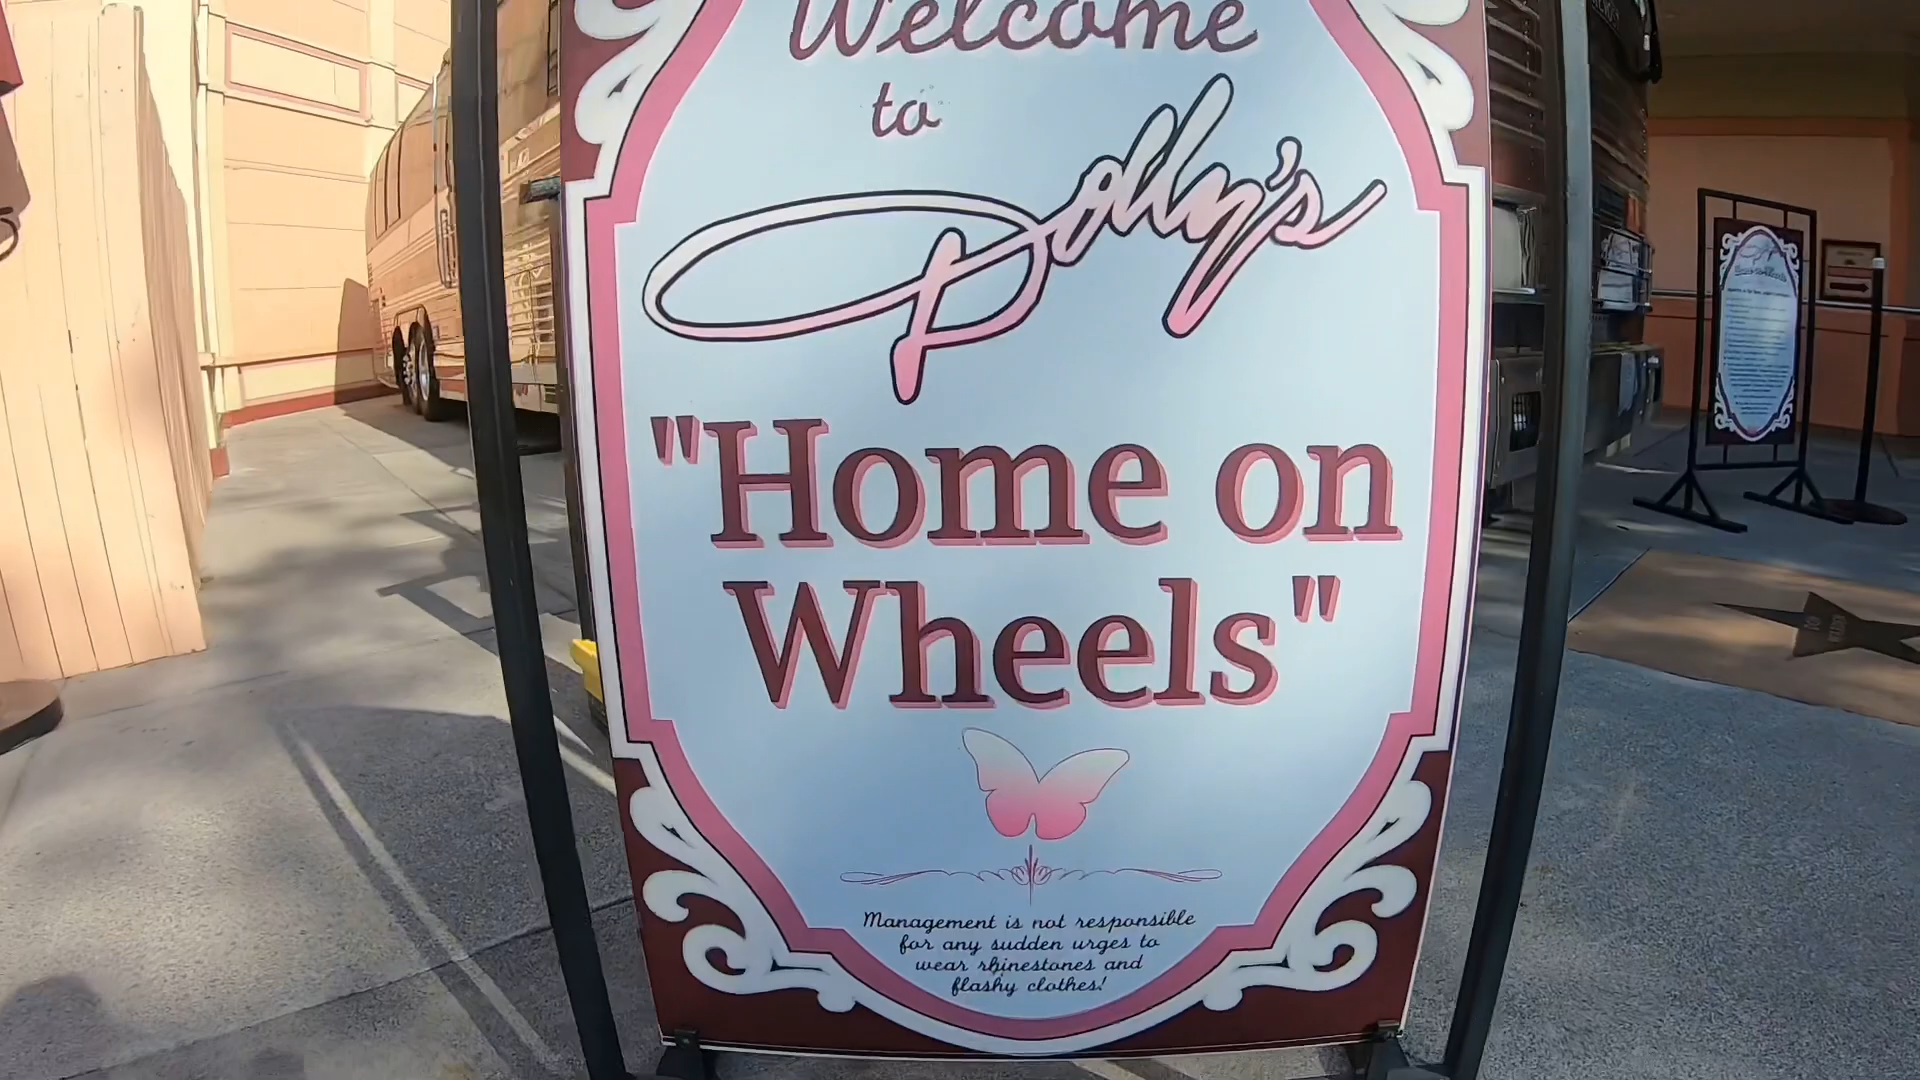 Welcome
to
Dolly's
"Home on
Wheels"
Management is not responsible
for any sudden urges to
wear rhinestones and
flashy clothes!